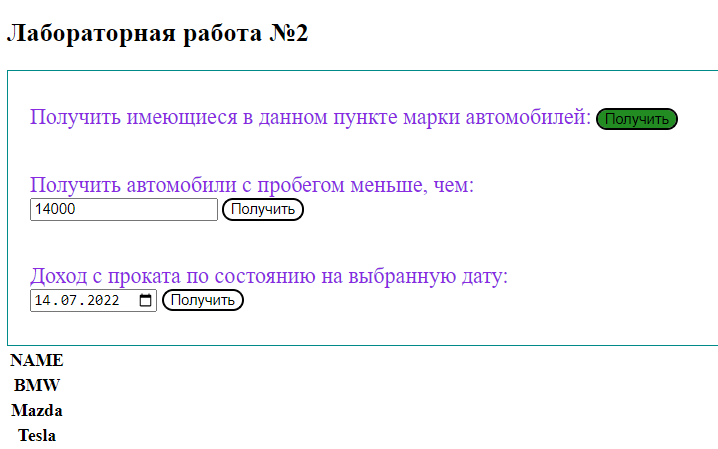 Лабораторная работа №2
Получить имеющиеся в данном пункте марки автомобилей: Получить
Получить автомобили с пробегом меньше, чем:
14000 Получить
Доход с проката по состоянию на выбранную дату:
14.07.2022 Получить
NAME
BMW
Mazda
Tesla